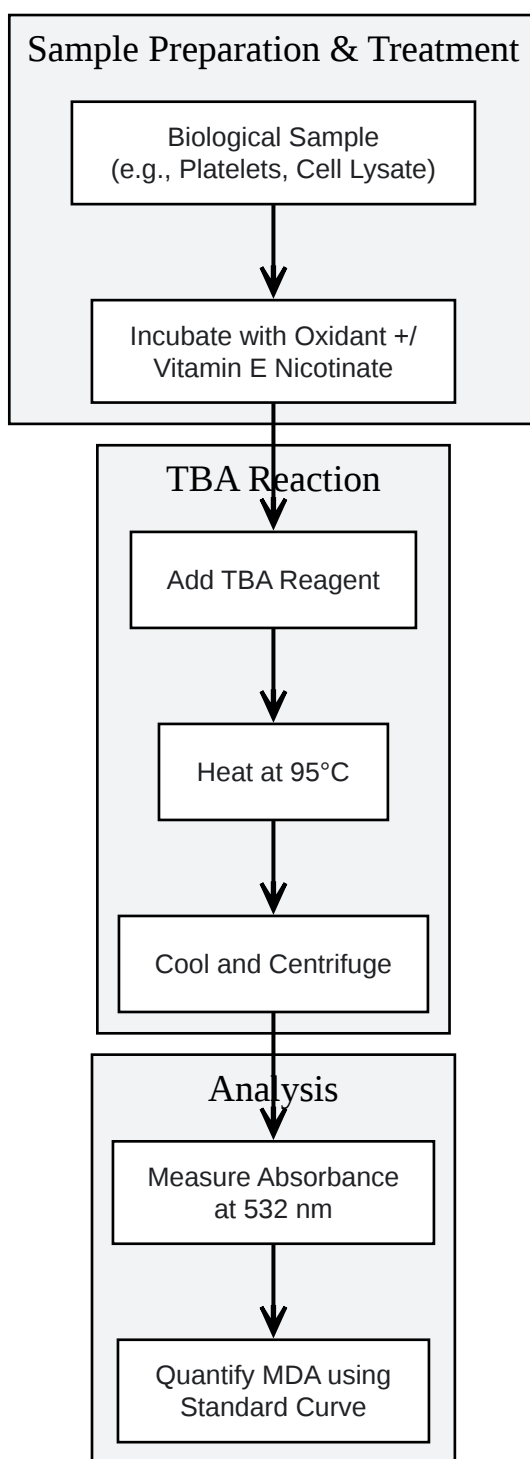 Sample Preparation & Treatment
Biological Sample
(e.g., Platelets, Cell Lysate)
Incubate with Oxidant +/
Vitamin E Nicotinate
TBA Reaction
Add TBA Reagent
Heat at 95°C
Cool and Centrifuge
Analysis
Measure Absorbance
at 532 nm
Quantify MDA using
Standard Curve